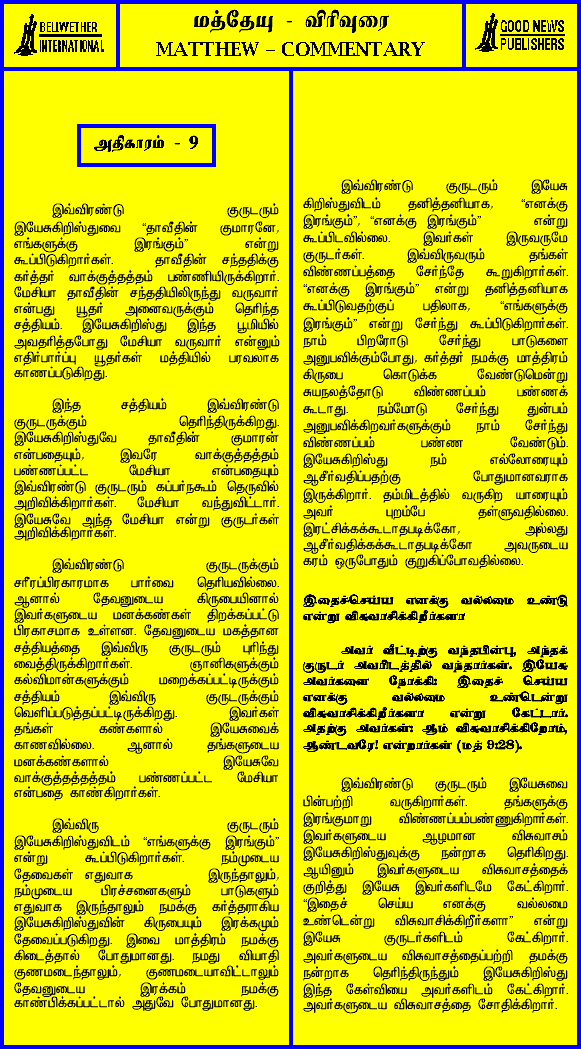 BELIWETHER
INTERNATIONAL
மத்தேயு - விரிவுரை
MATTHEW – COMMENTARY
GOOD NEWS
PUBLISHERS
அதிகாரம் - 9
இவ்விரண்டு குருடரும்
இயேசுகிறிஸ்துவை “தாவீதின் குமாரனே,
எங்களுக்கு இரங்கும்” என்று
கூப்பிடுகிறார்கள். தாவீதின் சந்ததிக்கு
கர்த்தர் வாக்குத்தத்தம் பண்ணியிருக்கிறார்.
மேசியா தாவீதின் சந்ததியிலிருந்து வருவார்
என்பது யூதர் அனைவருக்கும் தெரிந்த
சத்தியம். இயேசுகிறிஸ்து இந்த பூமியில்
அவதரித்தபோது மேசியா வருவார் என்னும்
எதிர்பார்ப்பு யூதர்கள் மத்தியில் பரவலாக
காணப்படுகிறது.
இந்த சத்தியம் இவ்விரண்டு
குருடருக்கும் தெரிந்திருக்கிறது.
இயேசுகிறிஸ்துவே தாவீதின் குமாரன்
என்பதையும், இவரே வாக்குத்தத்தம்
பண்ணப்பட்ட மேசியா என்பதையும்
இவ்விரண்டு குருடரும் கப்பர்நகூம் தெருவில்
அறிவிக்கிறார்கள். மேசியா வந்துவிட்டார்.
இயேசுவே அந்த மேசியா என்று குருடர்கள்
அறிவிக்கிறார்கள்.
இவ்விரண்டு குருடருக்கும்
சரீரப்பிரகாரமாக பார்வை தெரியவில்லை.
ஆனால் தேவனுடைய கிருபையினால்
இவர்களுடைய மனக்கண்கள் திறக்கப்பட்டு
பிரகாசமாக உள்ளன. தேவனுடைய மகத்தான
சத்தியத்தை இவ்விரு குருடரும் புரிந்து
வைத்திருக்கிறார்கள். ஞானிகளுக்கும்
கல்விமான்களுக்கும் மறைக்கப்பட்டிருக்கும்
சத்தியம் இவ்விரு குருடருக்கும்
வெளிப்படுத்தப்பட்டிருக்கிறது. இவர்கள்
தங்கள் கண்களால் இயேசுவைக்
காணவில்லை. ஆனால் தங்களுடைய
மனக்கண்களால் இயேசுவே
வாக்குத்தத்தத்தம் பண்ணப்பட்ட மேசியா
என்பதை காண்கிறார்கள்.
இவ்விரு குருடரும்
இயேசுகிறிஸ்துவிடம் “எங்களுக்கு இரங்கும்”
என்று கூப்பிடுகிறார்கள். நம்முடைய
தேவைகள் எதுவாக இருந்தாலும்,
நம்முடைய பிரச்சனைகளும் பாடுகளும்
எதுவாக இருந்தாலும் நமக்கு கர்த்தராகிய
இயேசுகிறிஸ்துவின் கிருபையும் இரக்கமும்
தேவைப்படுகிறது. இவை மாத்திரம் நமக்கு
கிடைத்தால் போதுமானது. நமது வியாதி
குணமடைந்தாலும், குணமடையாவிட்டாலும்
தேவனுடைய இரக்கம் நமக்கு
காண்பிக்கப்பட்டால் அதுவே போதுமானது.
இவ்விரண்டு குருடரும் இயேசு
கிறிஸ்துவிடம் தனித்தனியாக, “எனக்கு
இரங்கும்”, “எனக்கு இரங்கும்” என்று
கூப்பிடவில்லை. இவர்கள் இருவருமே
குருடர்கள். இவ்விருவரும் தங்கள்
விண்ணப்பத்தை சேர்ந்தே கூறுகிறார்கள்.
“எனக்கு இரங்கும்” என்று தனித்தனியாக
கூப்பிடுவதற்குப் பதிலாக, “எங்களுக்கு
இரங்கும்” என்று சேர்ந்து கூப்பிடுகிறார்கள்.
நாம் பிறரோடு சேர்ந்து பாடுகளை
அனுபவிக்கும்போது, கர்த்தர் நமக்கு மாத்திரம்
கிருபை கொடுக்க வேண்டுமென்று
சுயநலத்தோடு விண்ணப்பம் பண்ணக்
கூடாது. நம்மோடு சேர்ந்து துன்பம்
அனுபவிக்கிறவர்களுக்கும் நாம் சேர்ந்து
விண்ணப்பம் பண்ண வேண்டும்.
இயேசுகிறிஸ்து நம் எல்லோரையும்
ஆசீர்வதிப்பதற்கு போதுமானவராக
இருக்கிறார். தம்மிடத்தில் வருகிற யாரையும்
அவர் புறம்பே தள்ளுவதில்லை.
இரட்சிக்கக்கூடாதபடிக்கோ, அல்லது
ஆசீர்வதிக்கக்கூடாதபடிக்கோ அவருடைய
கரம் ஒருபோதும் குறுகிப்போவதில்லை.
இதைச்செய்ய எனக்கு வல்லமை உண்டு
என்று விசுவாசிக்கிறீர்களா
அவர் வீட்டிற்கு வந்தபின்பு, அந்தக்
குருடர் அவரிடத்தில் வந்தார்கள். இயேசு
அவர்களை நோக்கி: இதைச் செய்ய
எனக்கு வல்லமை உண்டென்று
விசுவாசிக்கிறீர்களா என்று கேட்டார்.
அதற்கு அவர்கள்: ஆம் விசுவாசிக்கிறோம்,
ஆண்டவரே! என்றார்கள் (மத் 9:28).
இவ்விரண்டு குருடரும் இயேசுவை
பின்பற்றி வருகிறார்கள். தங்களுக்கு
இரங்குமாறு விண்ணப்பம்பண்ணுகிறார்கள்.
இவர்களுடைய ஆழமான விசுவாசம்
இயேசுகிறிஸ்துவுக்கு நன்றாக தெரிகிறது.
ஆயினும் இவர்களுடைய விசுவாசத்தைக்
குறித்து இயேசு இவர்களிடமே கேட்கிறார்.
“இதைச் செய்ய எனக்கு வல்லமை
உண்டென்று விசுவாசிக்கிறீர்களா” என்று
இயேசு குருடர்களிடம் கேட்கிறார்.
அவர்களுடைய விசுவாசத்தைப்பற்றி தமக்கு
நன்றாக தெரிந்திருந்தும் இயேசுகிறிஸ்து
இந்த கேள்வியை அவர்களிடம் கேட்கிறார்.
அவர்களுடைய விசுவாசத்தை சோதிக்கிறார்.